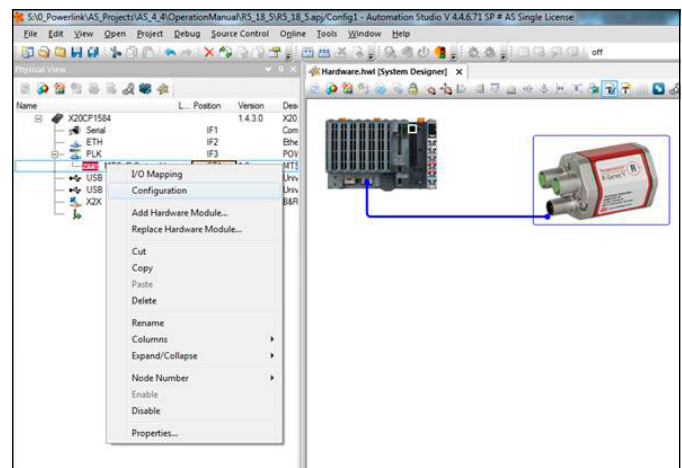 S:\0_Powerlink\AS_Projects\AS_4_4\OperationManual\R5_18_5\R5_18_5.apj/Config1 - Automation Studio V 4.4.6.71 SP # AS Single License
File Edit View Open Project Debug Source Control Online Tools Window Help
off
Physical View
Hardware.hwl [System Designer] X
Name L... Position Version Des
X20CP1584 1.4.3.0 X20
Serial IF1 Com
ETH IF2 Ethe
PLK IF3 POV
MTS
USB Univ
USB Univ
X2X B&R
I/O Mapping
Configuration
Add Hardware Module...
Replace Hardware Module...
Cut
Copy
Paste
Delete
Rename
Columns
Expand/Collapse
Node Number
Enable
Disable
Properties...
R-Series V
R